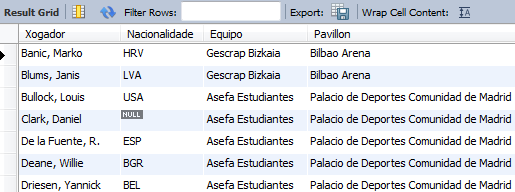 Result Grid Filter Rows: Export: Wrap Cell Content:
Xogador Nacionalidade Equipo Pavillon
Banic, Marko HRV Gescrap Bizkaia Bilbao Arena
Blums, Janis LVA Gescrap Bizkaia Bilbao Arena
Bullock, Louis USA Asefa Estudiantes Palacio de Deportes Comunidad de Madrid
Clark, Daniel NULL Asefa Estudiantes Palacio de Deportes Comunidad de Madrid
De la Fuente, R. ESP Asefa Estudiantes Palacio de Deportes Comunidad de Madrid
Deane, Willie BGR Asefa Estudiantes Palacio de Deportes Comunidad de Madrid
Driesen, Yannick BEL Asefa Estudiantes Palacio de Deportes Comunidad de Madrid